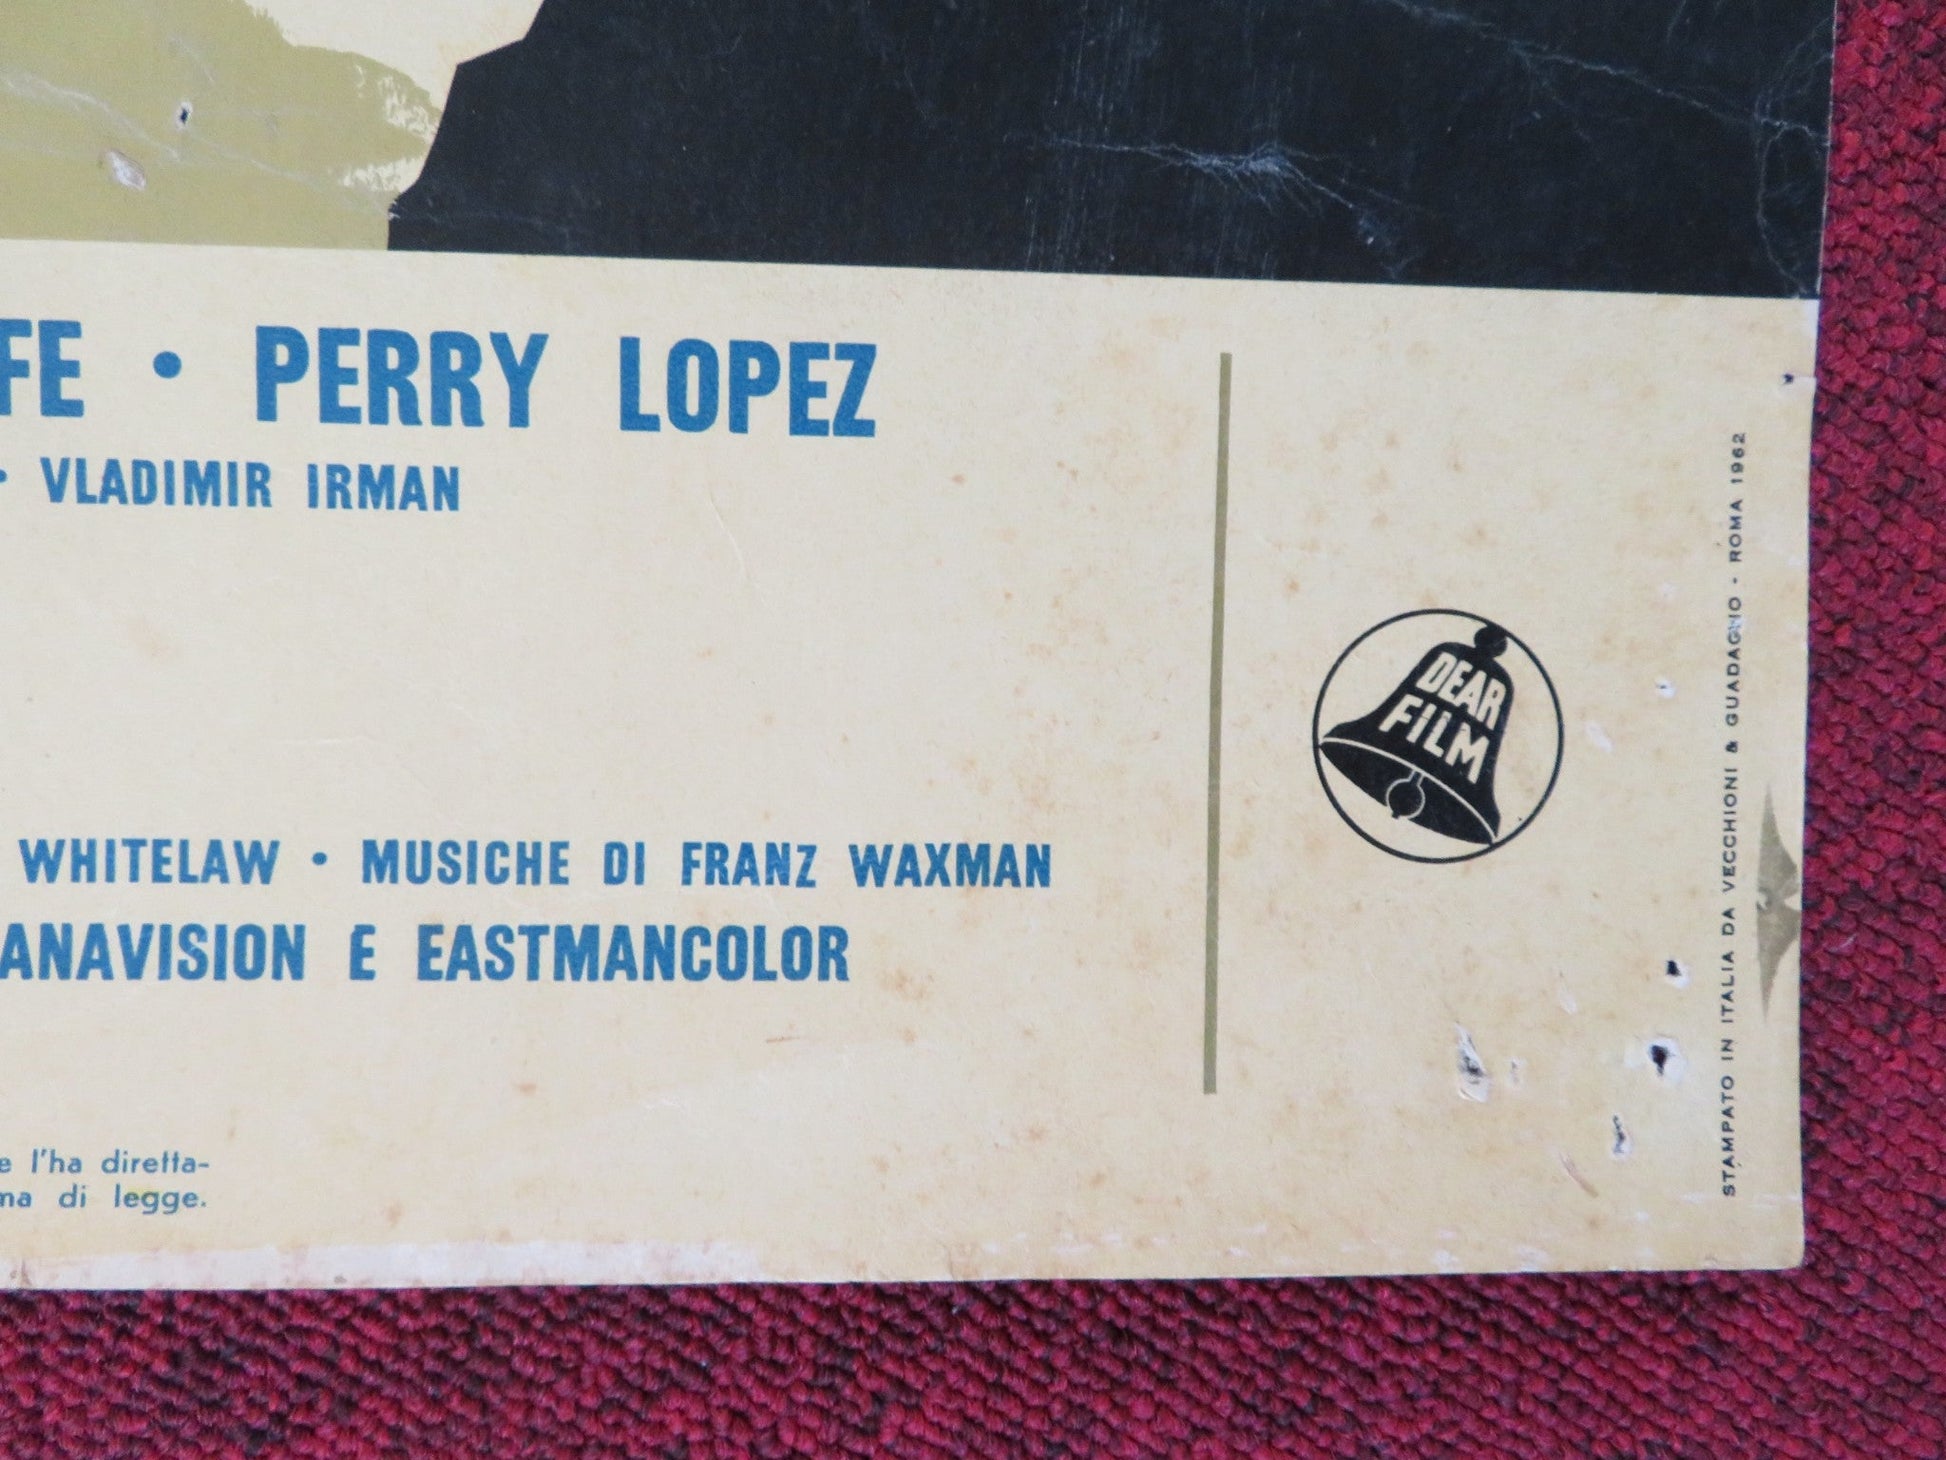 FE • PERRY LOPEZ
• VLADIMIR IRMAN
WHITELAW • MUSICHE DI FRANZ WAXMAN
ANAVISION E EASTMANCOLOR
e l'ha diretta-
ma di legge.
DEAR
FILM
STAMPATO IN ITALIA DA VECCHIONI & GUADAGNO - ROMA 1962